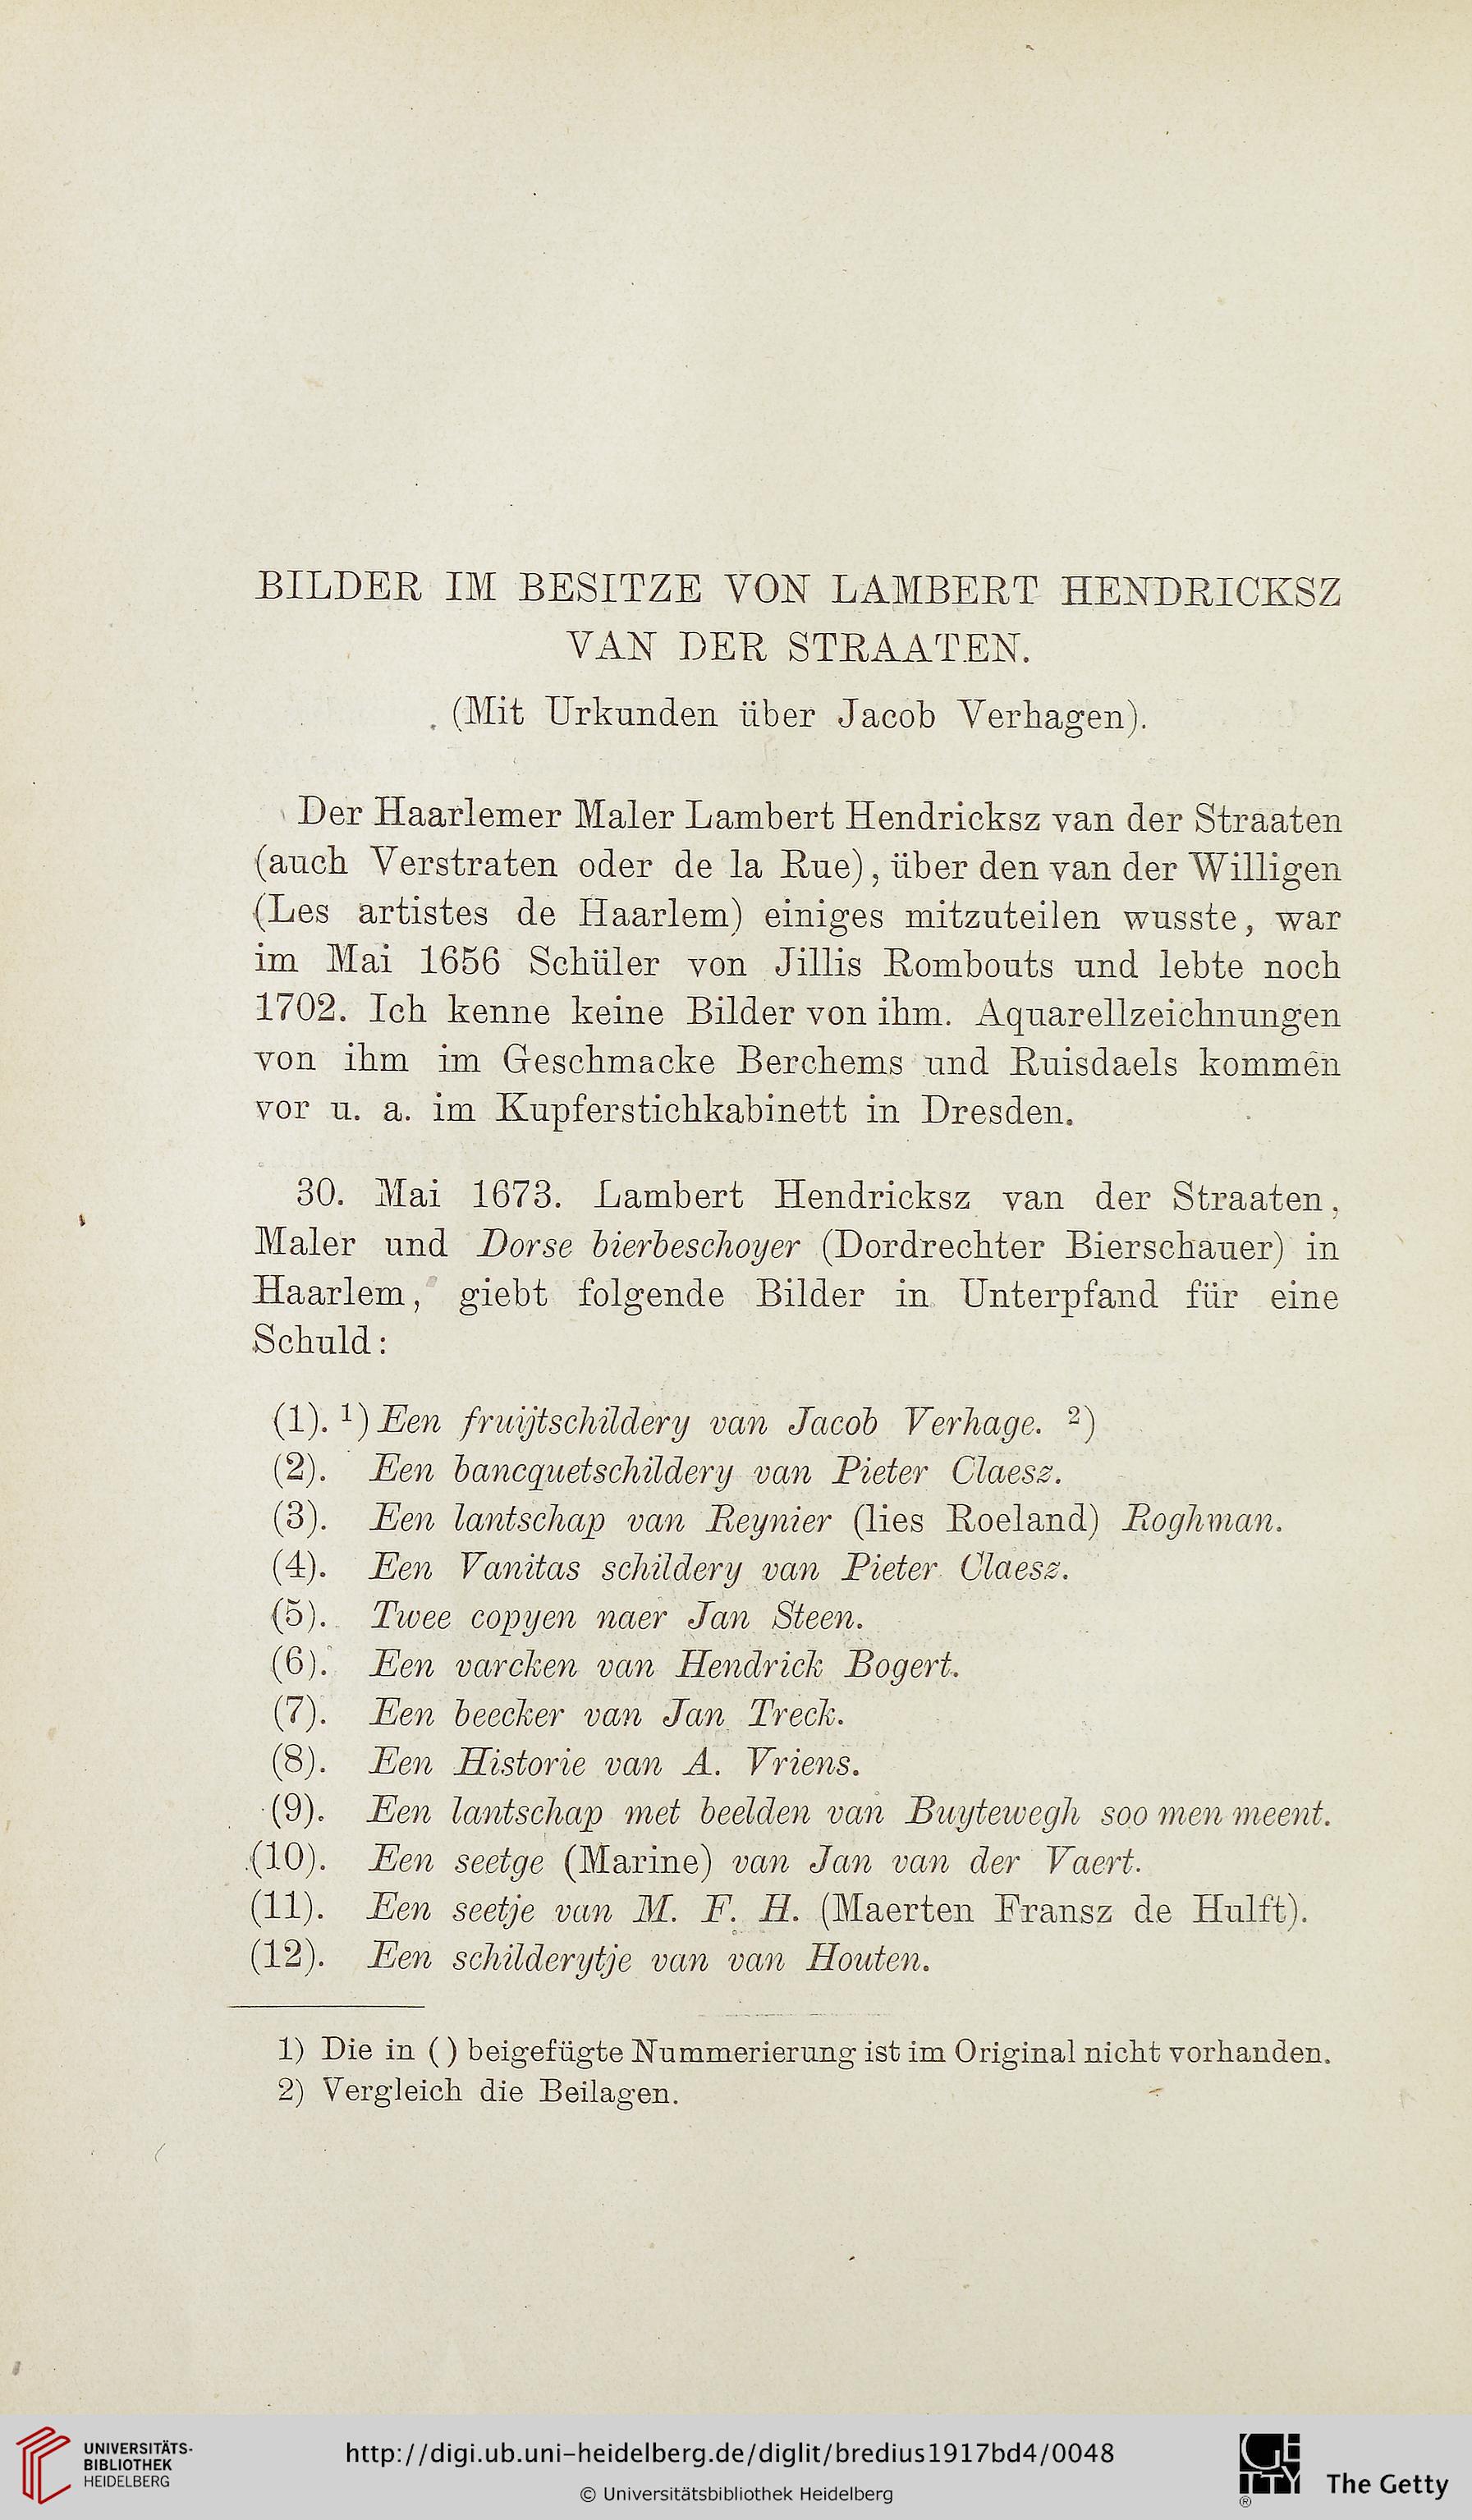 BILDER IM BESITZE VON LAMBERT HENDRICKSZ
VAN DER STRAATEN.
(Mit Urkunden über Jacob Verhagen).
Der Haarlemer Maler Lambert Hendricksz van der Straaten
(auch Verstraten oder de la Rue), über den van der Willigen
(Les artistes de Haarlem) einiges mitzuteilen wusste, war
im Mai 1656 Schüler von Jillis Rombouts und lebte noch
1702. Ich kenne keine Bilder von ihm. Aquarellzeichnungen
von ihm im Geschmacke Berchems und Ruisdaels kommen
vor u. a. im Kupferstichkabinett in Dresden.
30. Mai 1673. Lambert Hendricksz van der Straaten,
Maler und Dorse bierbeschoyer (Dordrechter Bierschauer) in
Haarlem, giebt folgende Bilder in Unterpfand für eine
Schuld:
(1). 1) Een fruijtschildery van Jacob Verhage. 2)
(2). Een bancquetschildery van Pieter Claesz.
(3). Een lantschap van Reynier (lies Roeland) Roghman.
(4). Een Vanitas schildery van Pieter Claesz.
(5). Twee copyen naer Jan Steen.
(6). Een varcken van Hendrick Bogert.
(7). Een beecker van Jan Treck.
(8). Een Historie van A. Vriens.
(9). Een lantschap met beelden van Buytewegh soo men meent.
(10). Een seetge (Marine) van Jan van der Vaert.
(11). Een seetje van M. F. H. (Maerten Fransz de Hulft).
(12). Een schilderytje van van Houten.
1) Die in ( ) beigefügte Nummerierung ist im Original nicht vorhanden.
2) Vergleich die Beilagen.
UNIVERSITÄTS-
BIBLIOTHEK
HEIDELBERG
http://digi.ub.uni-heidelberg.de/diglit/bredius1917bd4/0048
© Universitätsbibliothek Heidelberg
GETTY
®
The Getty